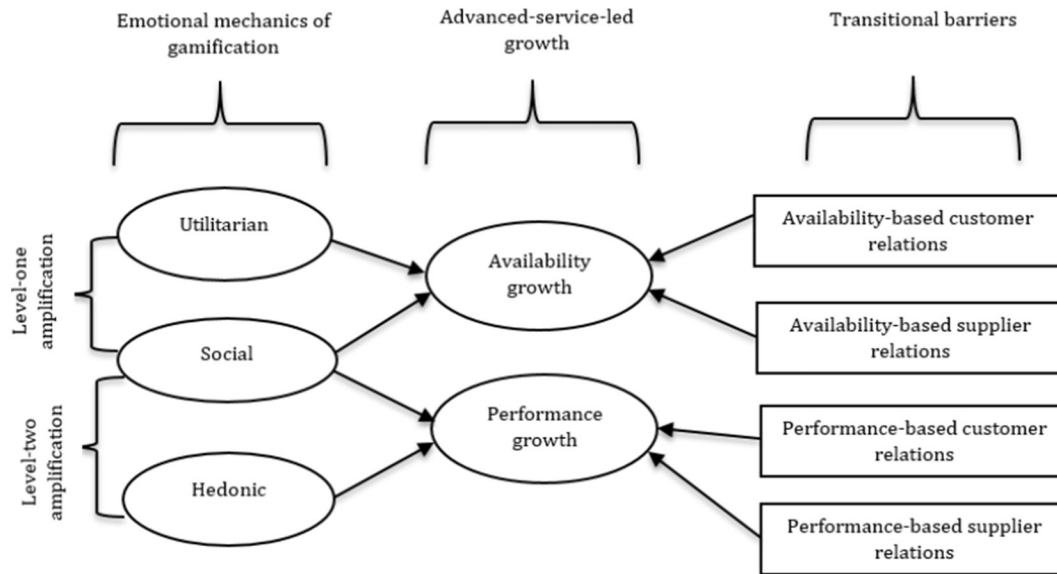 Emotional mechanics of
gamification
Advanced-service-led
growth
Transitional barriers
Level-one
amplification
Level-two
amplification
Utilitarian
Social
Hedonic
Availability
growth
Performance
growth
Availability-based customer
relations
Availability-based supplier
relations
Performance-based customer
relations
Performance-based supplier
relations